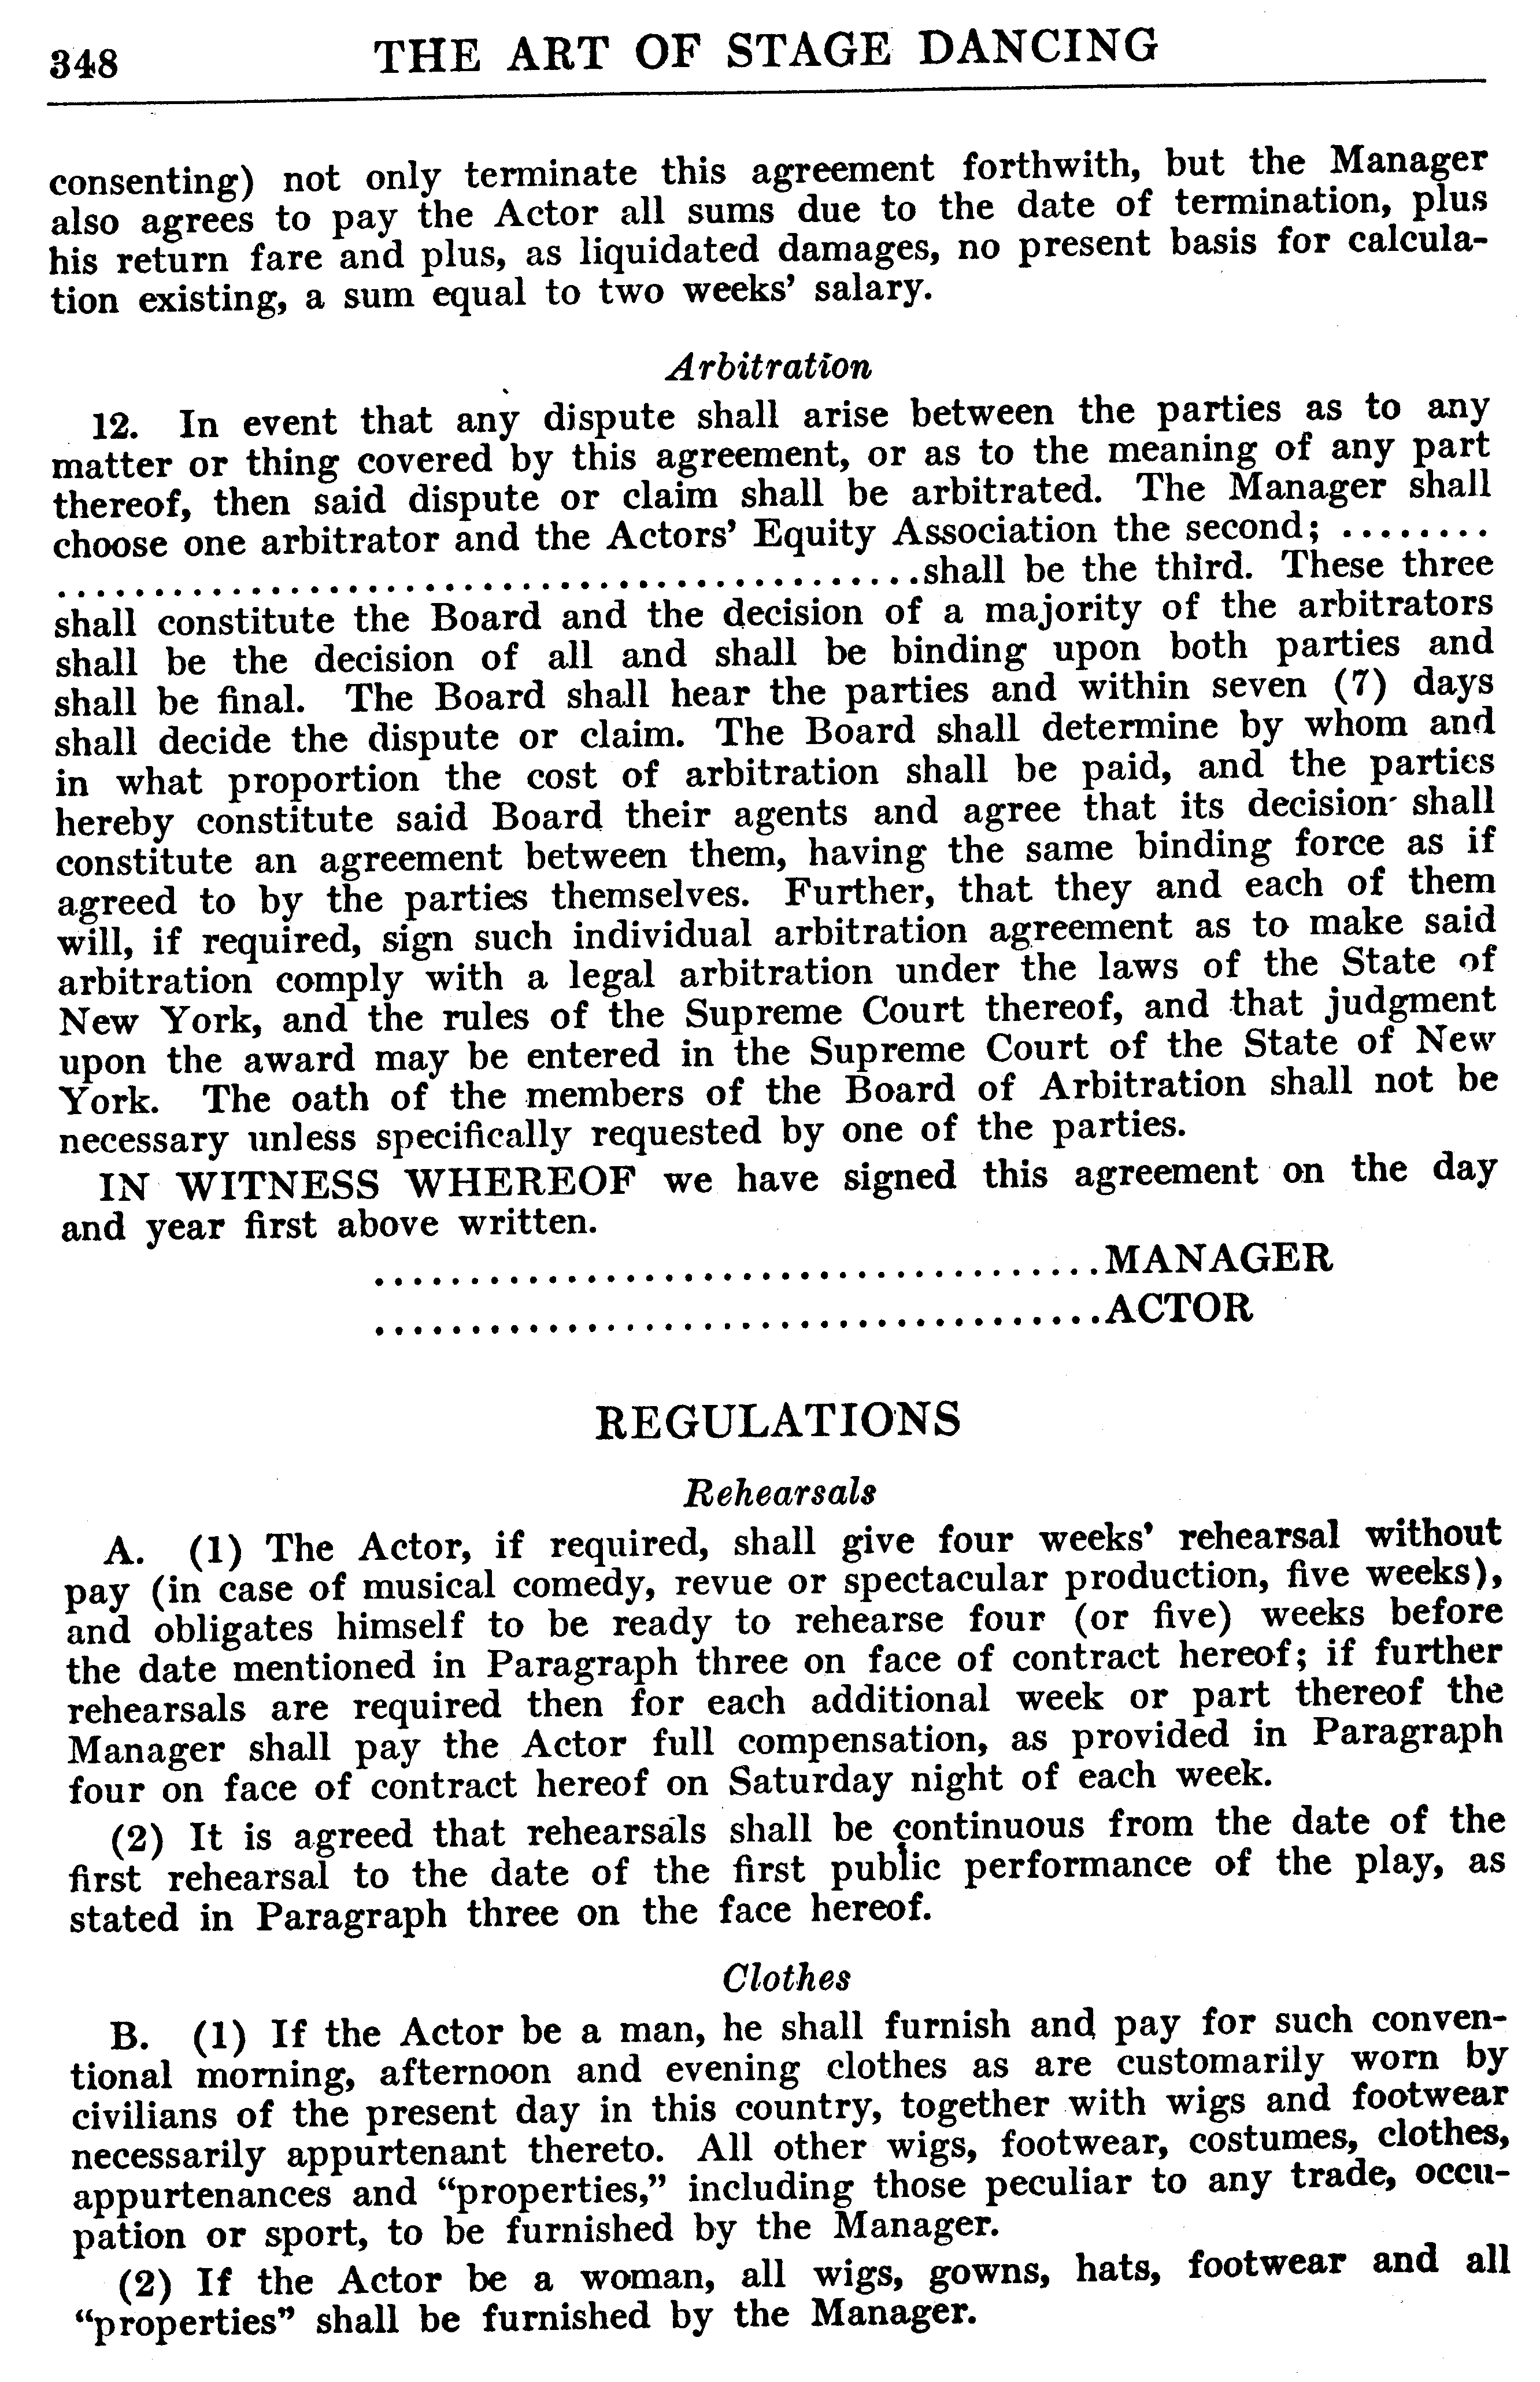 348 THE ART OF STAGE DANCING
consenting) not only terminate this agreement forthwith, but the Manager
also agrees to pay the Actor all sums due to the date of termination, plus
his return fare and plus, as liquidated damages, no present basis for calcula-
tion existing, a sum equal to two weeks' salary.
Arbitration
12. In event that any dispute shall arise between the parties as to any
matter or thing covered by this agreement, or as to the meaning of any part
thereof, then said dispute or claim shall be arbitrated. The Manager shall
choose one arbitrator and the Actors' Equity Association the second; ........
.............................................shall be the third. These three
shall constitute the Board and the decision of a majority of the arbitrators
shall be the decision of all and shall be binding upon both parties and
shall be final. The Board shall hear the parties and within seven (7) days
shall decide the dispute or claim. The Board shall determine by whom and
in what proportion the cost of arbitration shall be paid, and the parties
hereby constitute said Board their agents and agree that its decision shall
constitute an agreement between them, having the same binding force as if
agreed to by the parties themselves. Further, that they and each of them
will, if required, sign such individual arbitration agreement as to make said
arbitration comply with a legal arbitration under the laws of the State of
New York, and the rules of the Supreme Court thereof, and that judgment
upon the award may be entered in the Supreme Court of the State of New
York. The oath of the members of the Board of Arbitration shall not be
necessary unless specifically requested by one of the parties.
IN WITNESS WHEREOF we have signed this agreement on the day
and year first above written.
......................................MANAGER
......................................ACTOR
REGULATIONS
Rehearsals
A. (1) The Actor, if required, shall give four weeks' rehearsal without
pay (in case of musical comedy, revue or spectacular production, five weeks),
and obligates himself to be ready to rehearse four (or five) weeks before
the date mentioned in Paragraph three on face of contract hereof; if further
rehearsals are required then for each additional week or part thereof the
Manager shall pay the Actor full compensation, as provided in Paragraph
four on face of contract hereof on Saturday night of each week.
(2) It is agreed that rehearsals shall be continuous from the date of the
first rehearsal to the date of the first public performance of the play, as
stated in Paragraph three on the face hereof.
Clothes
B. (1) If the Actor be a man, he shall furnish and pay for such conven-
tional morning, afternoon and evening clothes as are customarily worn by
civilians of the present day in this country, together with wigs and footwear
necessarily appurtenant thereto. All other wigs, footwear, costumes, clothes,
appurtenances and "properties," including those peculiar to any trade, occu-
pation or sport, to be furnished by the Manager.
(2) If the Actor be a woman, all wigs, gowns, hats, footwear and all
"properties" shall be furnished by the Manager.